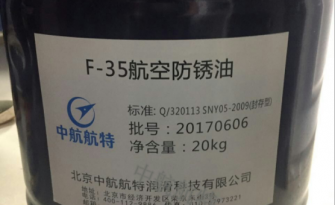 F-35航空防锈油
标准: Q/320113 SNY05-2009(封存型)
批号: 20170606
净含量: 20kg
中航航特
北京中航航特润滑科技有限公司